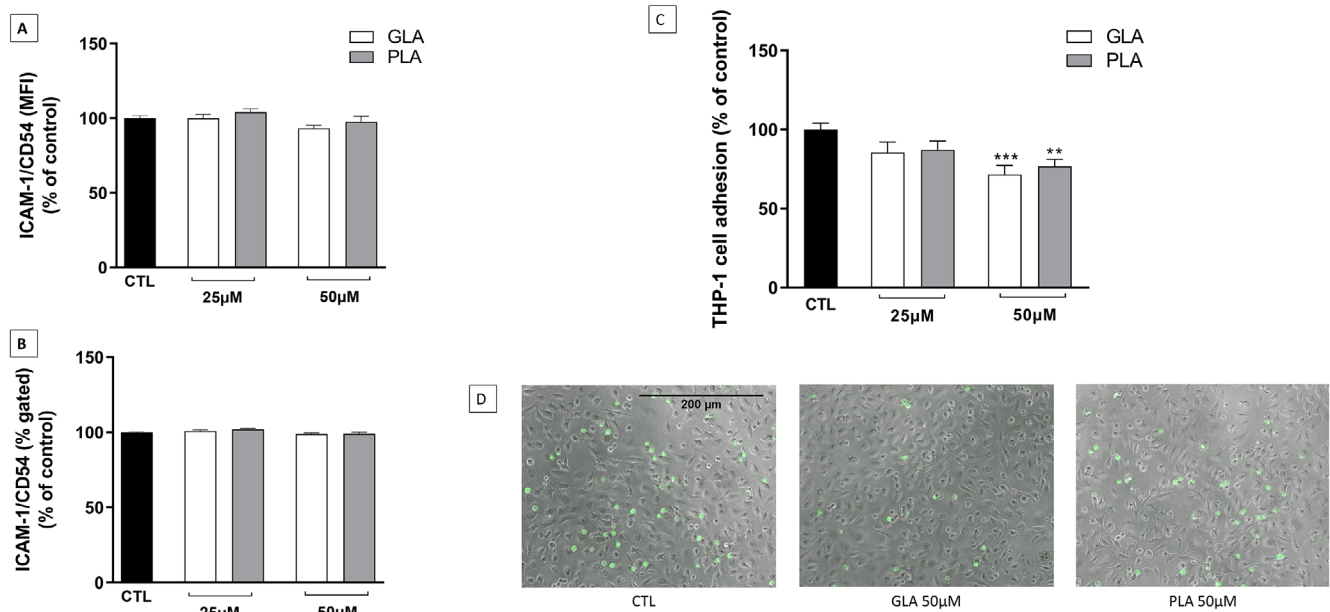 A
ICAM-1/CD54 (MFI)
(% of control)
150
100
50
0
GLA
PLA
CTL
25µM
50µM
B
ICAM-1/CD54 (% gated)
(% of control)
150
100
50
0
CTL
25µM
50µM
C
THP-1 cell adhesion (% of control)
150
100
50
0
GLA
PLA
***
**
CTL
25µM
50µM
D
200 µm
CTL
GLA 50µM
PLA 50µM